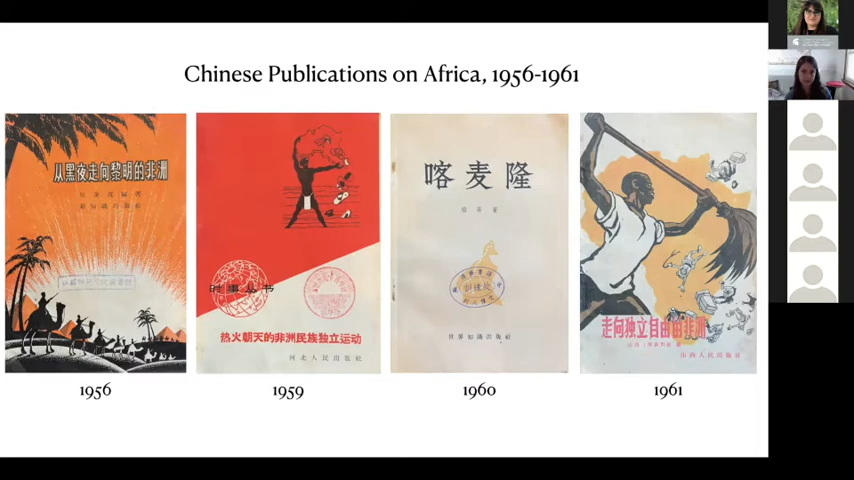 Chinese Publications on Africa, 1956-1961
从黑夜走向黎明的非洲
新知識出版社
时事丛书
热火朝天的非洲民族独立运动
河北人民出版社
喀麦隆
世界知識出版社
走向独立自由的非洲
山西人民出版社
1956
1959
1960
1961